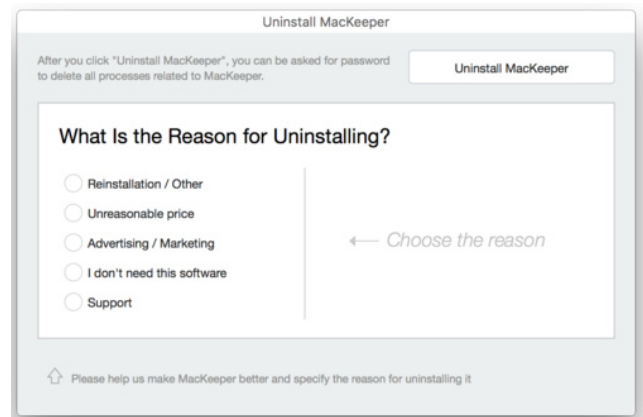 Uninstall MacKeeper
After you click "Uninstall MacKeeper", you can be asked for password
to delete all processes related to MacKeeper.
Uninstall MacKeeper
What Is the Reason for Uninstalling?
Reinstallation / Other
Unreasonable price
Advertising / Marketing
I don't need this software
Support
Choose the reason
Please help us make MacKeeper better and specify the reason for uninstalling it